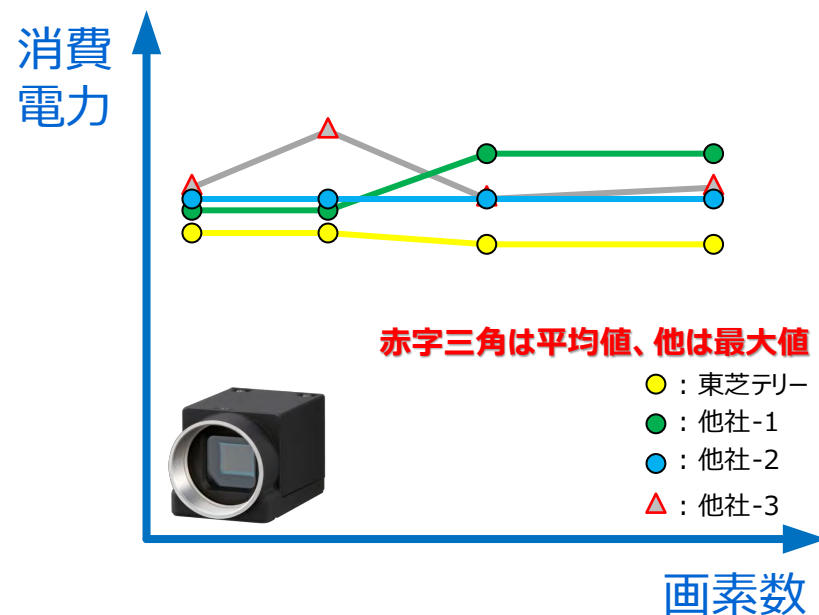 消費
電力
赤字三角は平均値、他は最大値
：東芝テリー
：他社-1
：他社-2
：他社-3
画素数